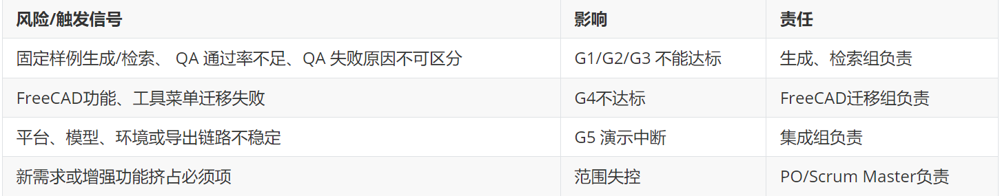 风险/触发信号 影响 责任
固定样例生成/检索、 QA 通过率不足、QA 失败原因不可区分 G1/G2/G3 不能达标 生成、检索组负责
FreeCAD功能、工具菜单迁移失败 G4不达标 FreeCAD迁移组负责
平台、模型、环境或导出链路不稳定 G5 演示中断 集成组负责
新需求或增强功能挤占必须项 范围失控 PO/Scrum Master负责